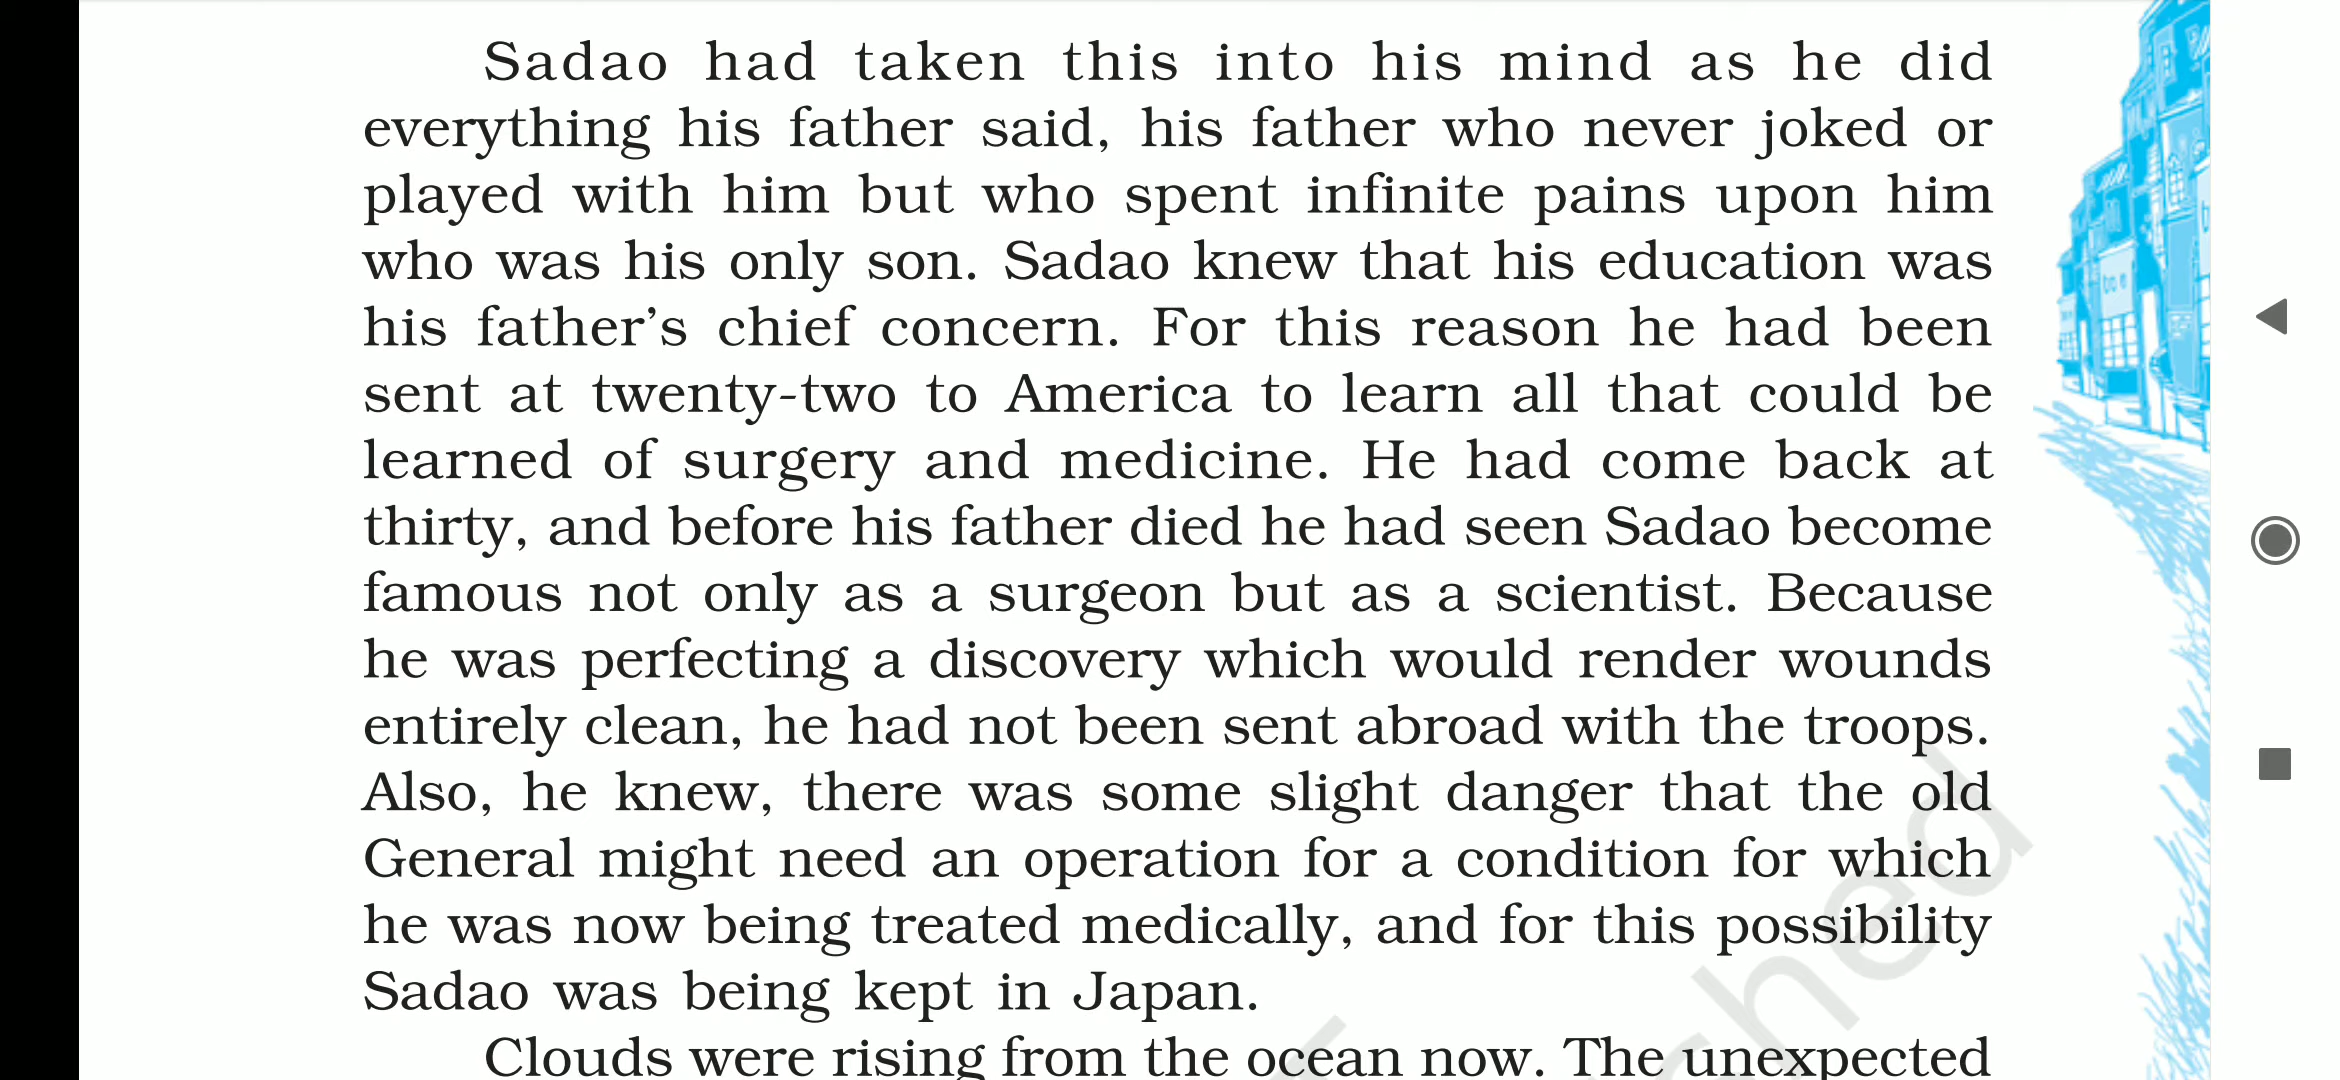 Sadao had taken this into his mind as he did
everything his father said, his father who never joked or
played with him but who spent infinite pains upon him
who was his only son. Sadao knew that his education was
his father’s chief concern. For this reason he had been
sent at twenty-two to America to learn all that could be
learned of surgery and medicine. He had come back at
thirty, and before his father died he had seen Sadao become
famous not only as a surgeon but as a scientist. Because
he was perfecting a discovery which would render wounds
entirely clean, he had not been sent abroad with the troops.
Also, he knew, there was some slight danger that the old
General might need an operation for a condition for which
he was now being treated medically, and for this possibility
Sadao was being kept in Japan.
Clouds were rising from the ocean now. The unexpected